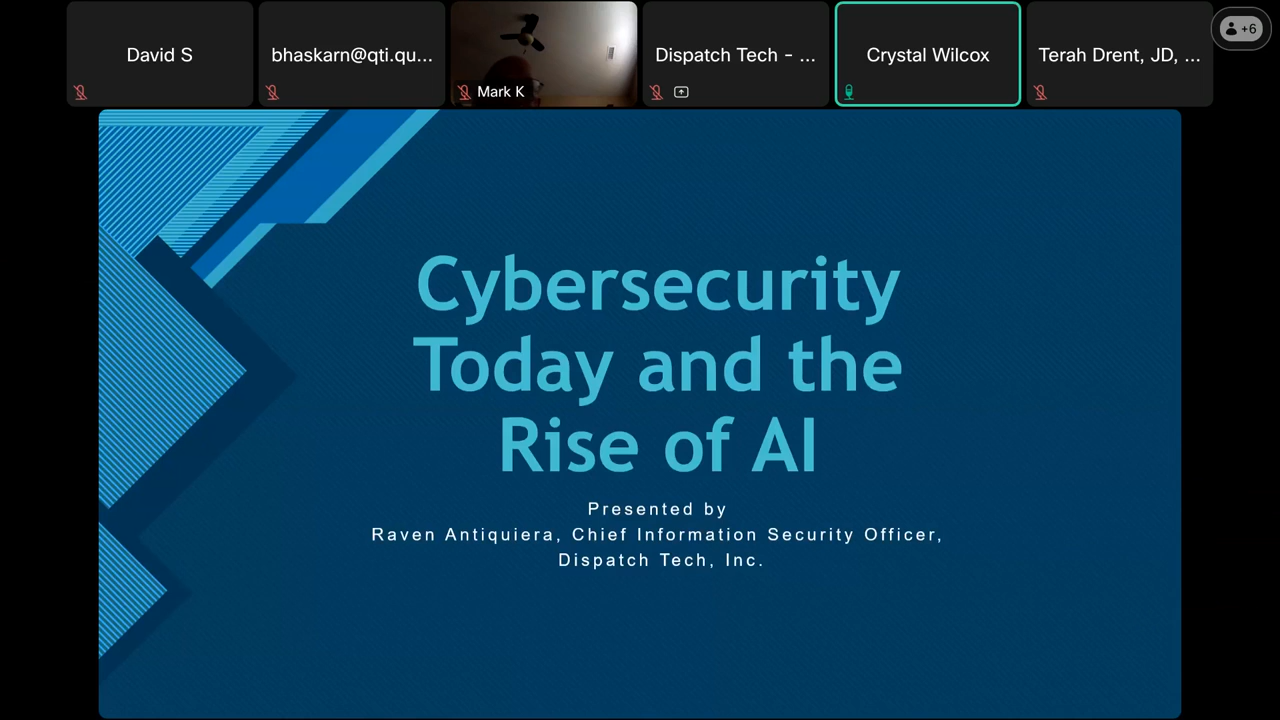 David S
bhaskarn@qti.qu...
Mark K
Dispatch Tech - ...
Crystal Wilcox
Terah Drent, JD, ...
+6
Cybersecurity
Today and the
Rise of AI
Presented by
Raven Antiquiera, Chief Information Security Officer,
Dispatch Tech, Inc.